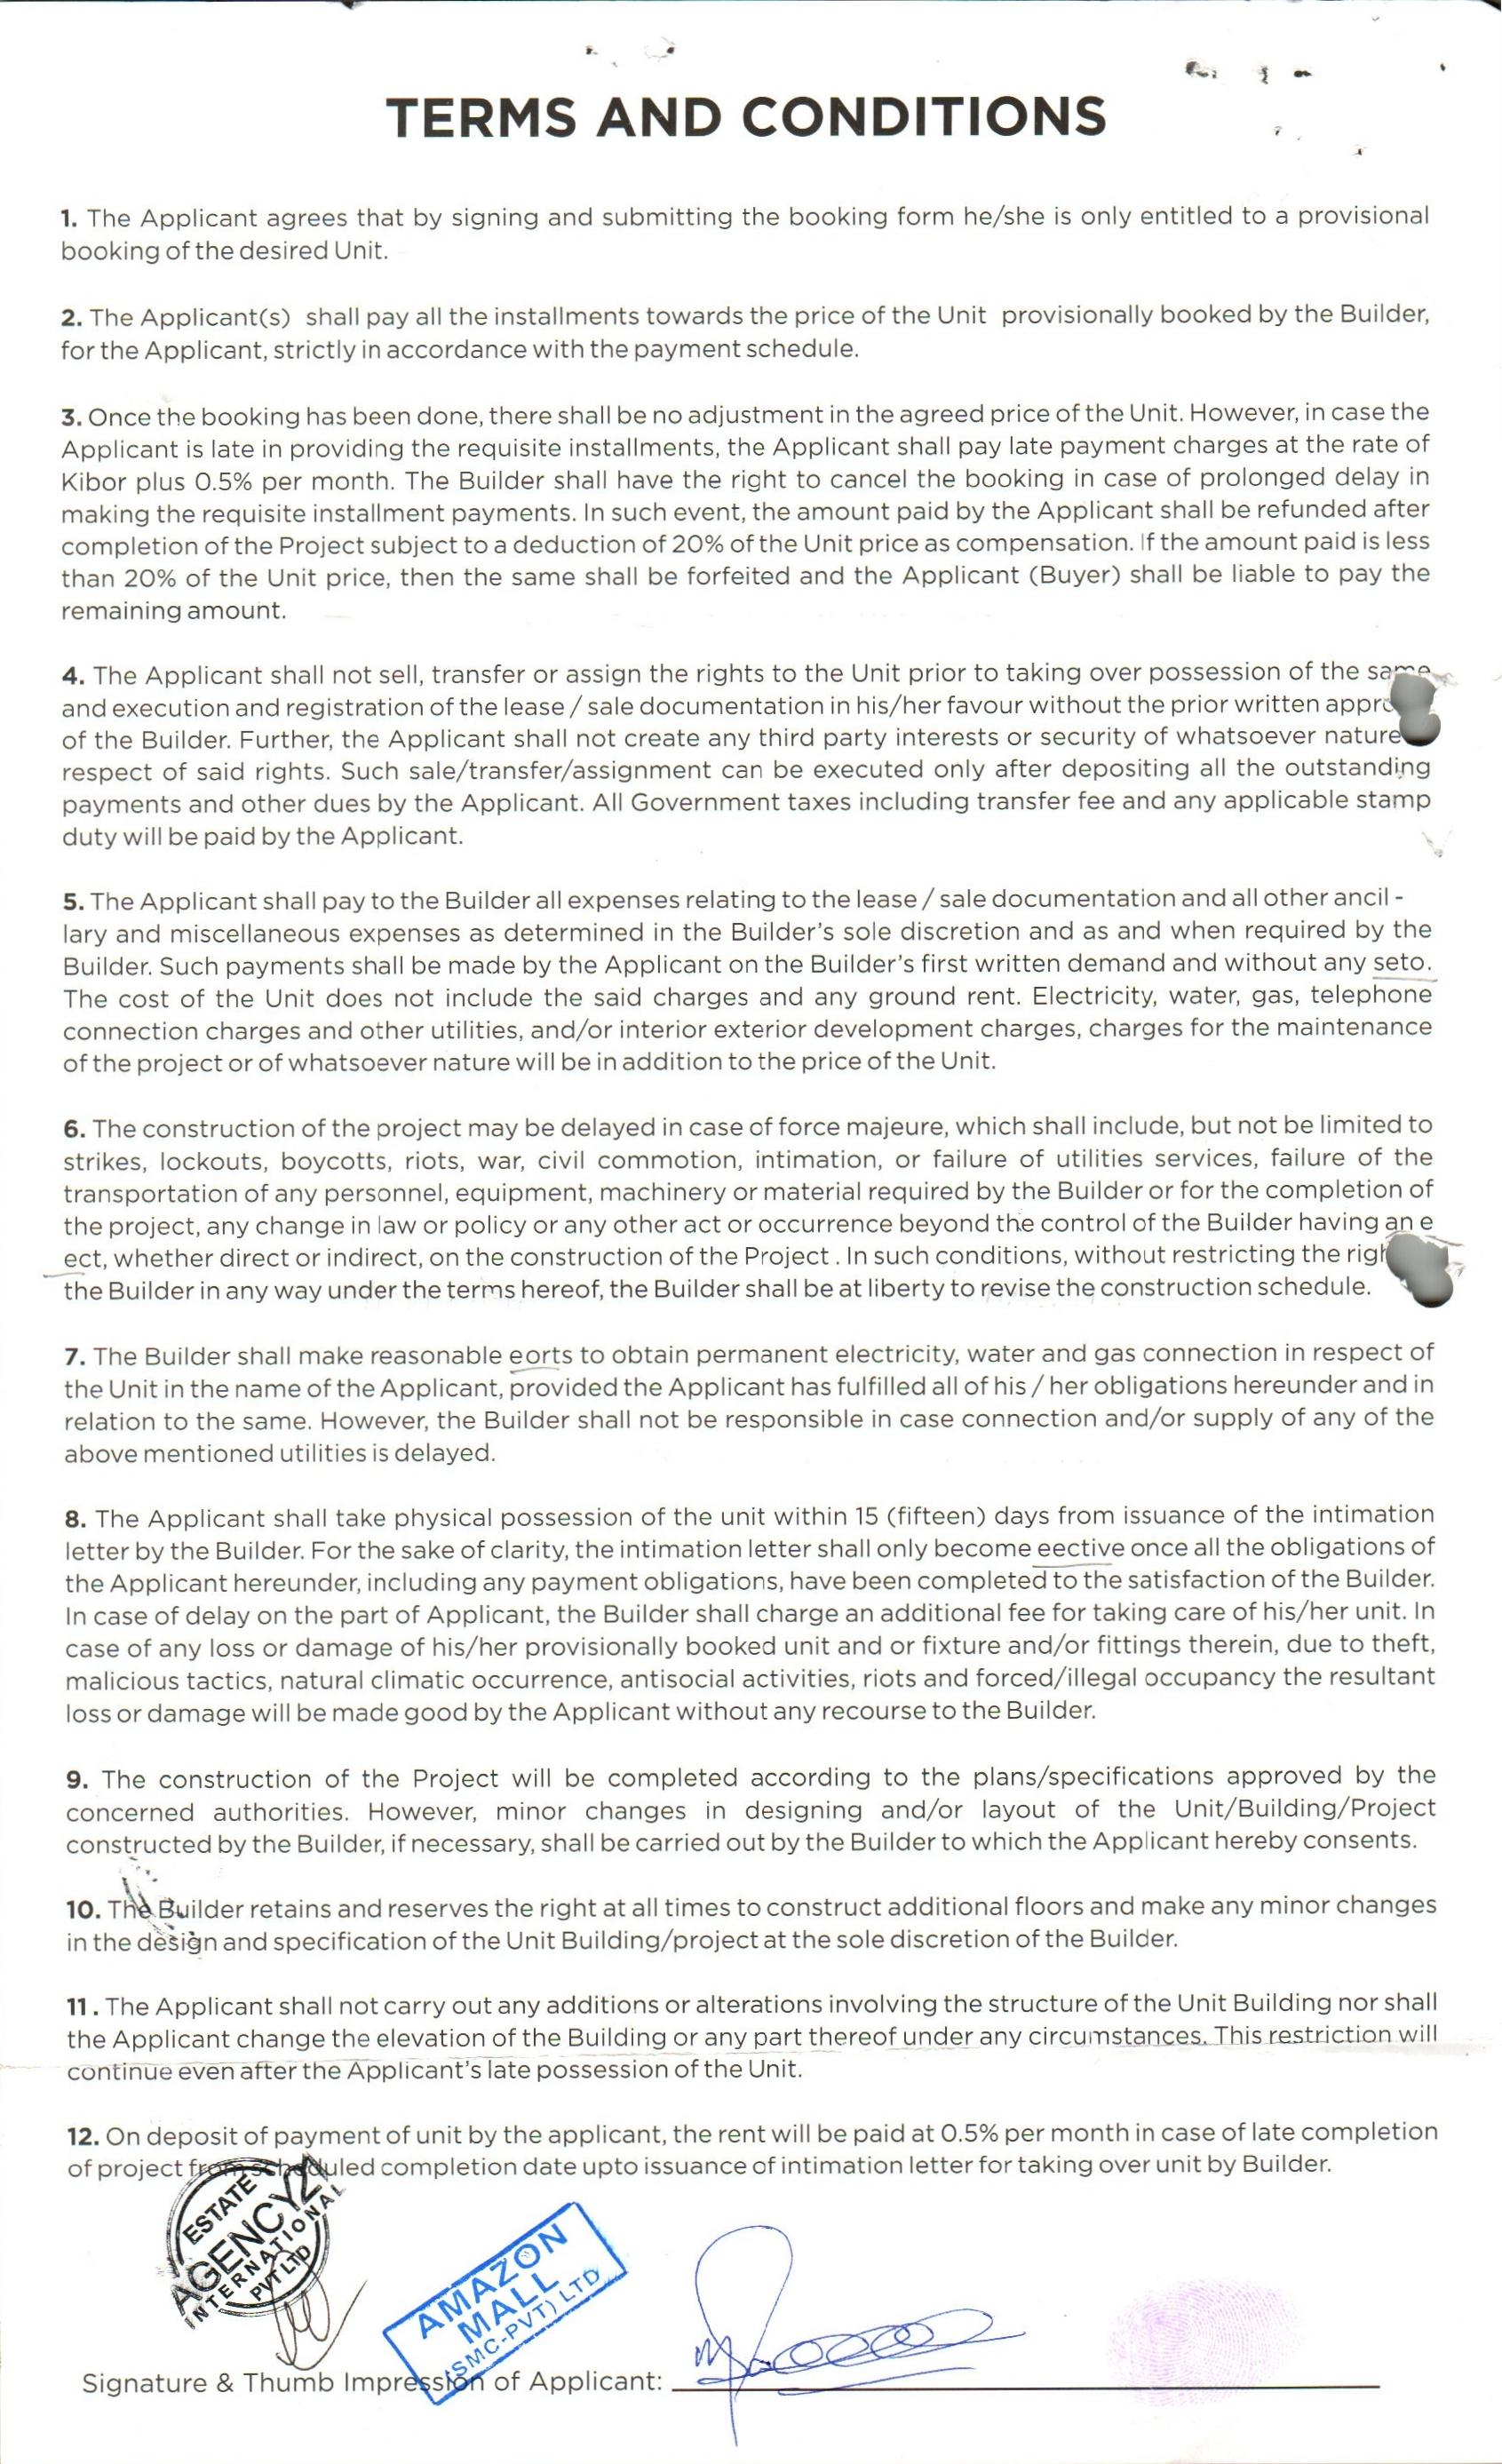 TERMS AND CONDITIONS
1. The Applicant agrees that by signing and submitting the booking form he/she is only entitled to a provisional
booking of the desired Unit.
2. The Applicant(s) shall pay all the installments towards the price of the Unit provisionally booked by the Builder,
for the Applicant, strictly in accordance with the payment schedule.
3. Once the booking has been done, there shall be no adjustment in the agreed price of the Unit. However, in case the
Applicant is late in providing the requisite installments, the Applicant shall pay late payment charges at the rate of
Kibor plus 0.5% per month. The Builder shall have the right to cancel the booking in case of prolonged delay in
making the requisite installment payments. In such event, the amount paid by the Applicant shall be refunded after
completion of the Project subject to a deduction of 20% of the Unit price as compensation. If the amount paid is less
than 20% of the Unit price, then the same shall be forfeited and the Applicant (Buyer) shall be liable to pay the
remaining amount.
4. The Applicant shall not sell, transfer or assign the rights to the Unit prior to taking over possession of the same
and execution and registration of the lease / sale documentation in his/her favour without the prior written
of the Builder. Further, the Applicant shall not create any third party interests or security of whatsoever nature
respect of said rights. Such sale/transfer/assignment can be executed only after depositing all the outstanding
payments and other dues by the Applicant. All Government taxes including transfer fee and any applicable stamp
duty will be paid by the Applicant.
5. The Applicant shall pay to the Builder all expenses relating to the lease / sale documentation and all other ancil -
lary and miscellaneous expenses as determined in the Builder's sole discretion and as and when required by the
Builder. Such payments shall be made by the Applicant on the Builder's first written demand and without any seto.
The cost of the Unit does not include the said charges and any ground rent. Electricity, water, gas, telephone
connection charges and other utilities, and/or interior exterior development charges, charges for the maintenance
of the project or of whatsoever nature will be in addition to the price of the Unit.
6. The construction of the project may be delayed in case of force majeure, which shall include, but not be limited to
strikes, lockouts, boycotts, riots, war, civil commotion, intimation, or failure of utilities services, failure of the
transportation of any personnel, equipment, machinery or material required by the Builder or for the completion of
the project, any change in law or policy or any other act or occurrence beyond the control of the Builder having an e
ect, whether direct or indirect, on the construction of the Project . In such conditions, without restricting the
the Builder in any way under the terms hereof, the Builder shall be at liberty to revise the construction schedule.
7. The Builder shall make reasonable eorts to obtain permanent electricity, water and gas connection in respect of
the Unit in the name of the Applicant, provided the Applicant has fulfilled all of his / her obligations hereunder and in
relation to the same. However, the Builder shall not be responsible in case connection and/or supply of any of the
above mentioned utilities is delayed.
8. The Applicant shall take physical possession of the unit within 15 (fifteen) days from issuance of the intimation
letter by the Builder. For the sake of clarity, the intimation letter shall only become eective once all the obligations of
the Applicant hereunder, including any payment obligations, have been completed to the satisfaction of the Builder.
In case of delay on the part of Applicant, the Builder shall charge an additional fee for taking care of his/her unit. In
case of any loss or damage of his/her provisionally booked unit and or fixture and/or fittings therein, due to theft,
malicious tactics, natural climatic occurrence, antisocial activities, riots and forced/illegal occupancy the resultant
loss or damage will be made good by the Applicant without any recourse to the Builder.
9. The construction of the Project will be completed according to the plans/specifications approved by the
concerned authorities. However, minor changes in designing and/or layout of the Unit/Building/Project
constructed by the Builder, if necessary, shall be carried out by the Builder to which the Applicant hereby consents.
10. The Builder retains and reserves the right at all times to construct additional floors and make any minor changes
in the design and specification of the Unit Building/project at the sole discretion of the Builder.
11. The Applicant shall not carry out any additions or alterations involving the structure of the Unit Building nor shall
the Applicant change the elevation of the Building or any part thereof under any circumstances. This restriction will
continue even after the Applicant's late possession of the Unit.
12. On deposit of payment of unit by the applicant, the rent will be paid at 0.5% per month in case of late completion
of project from scheduled completion date upto issuance of intimation letter for taking over unit by Builder.
ESTATE
AGENCY21
INTERNATIONAL
PVT LTD
AMAZON
MALL
(SMC-PVT) LTD
Signature & Thumb Impression of Applicant: